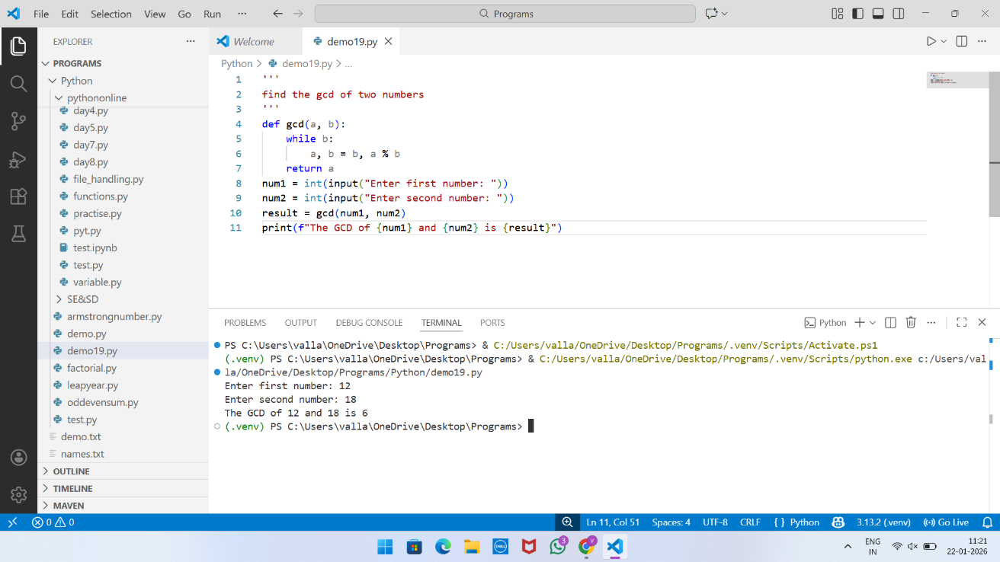 File Edit Selection View Go Run ··· Programs
EXPLORER
PROGRAMS
Python
pythononline
day4.py
day5.py
day7.py
day8.py
file_handling.py
functions.py
practise.py
pyt.py
test.ipynb
test.py
variable.py
SE&SD
armstrongnumber.py
demo.py
demo19.py
factorial.py
leapyear.py
oddevensum.py
test.py
demo.txt
names.txt
OUTLINE
TIMELINE
MAVEN
Welcome demo19.py
Python > demo19.py > ...
1 '''
2 find the gcd of two numbers
3 '''
4 def gcd(a, b):
5 while b:
6 a, b = b, a % b
7 return a
8 num1 = int(input("Enter first number: "))
9 num2 = int(input("Enter second number: "))
10 result = gcd(num1, num2)
11 print(f"The GCD of {num1} and {num2} is {result}")
PROBLEMS OUTPUT DEBUG CONSOLE TERMINAL PORTS Python
PS C:\Users\valla\OneDrive\Desktop\Programs> & C:/Users/valla/OneDrive/Desktop/Programs/.venv/Scripts/Activate.ps1
(.venv) PS C:\Users\valla\OneDrive\Desktop\Programs> & C:/Users/valla/OneDrive/Desktop/Programs/.venv/Scripts/python.exe c:/Users/val
la/OneDrive/Desktop/Programs/Python/demo19.py
Enter first number: 12
Enter second number: 18
The GCD of 12 and 18 is 6
(.venv) PS C:\Users\valla\OneDrive\Desktop\Programs>
0 0 Ln 11, Col 51 Spaces: 4 UTF-8 CRLF { } Python 3.13.2 (.venv) Go Live
DELL 3 V
ENG
IN
11:21
22-01-2026